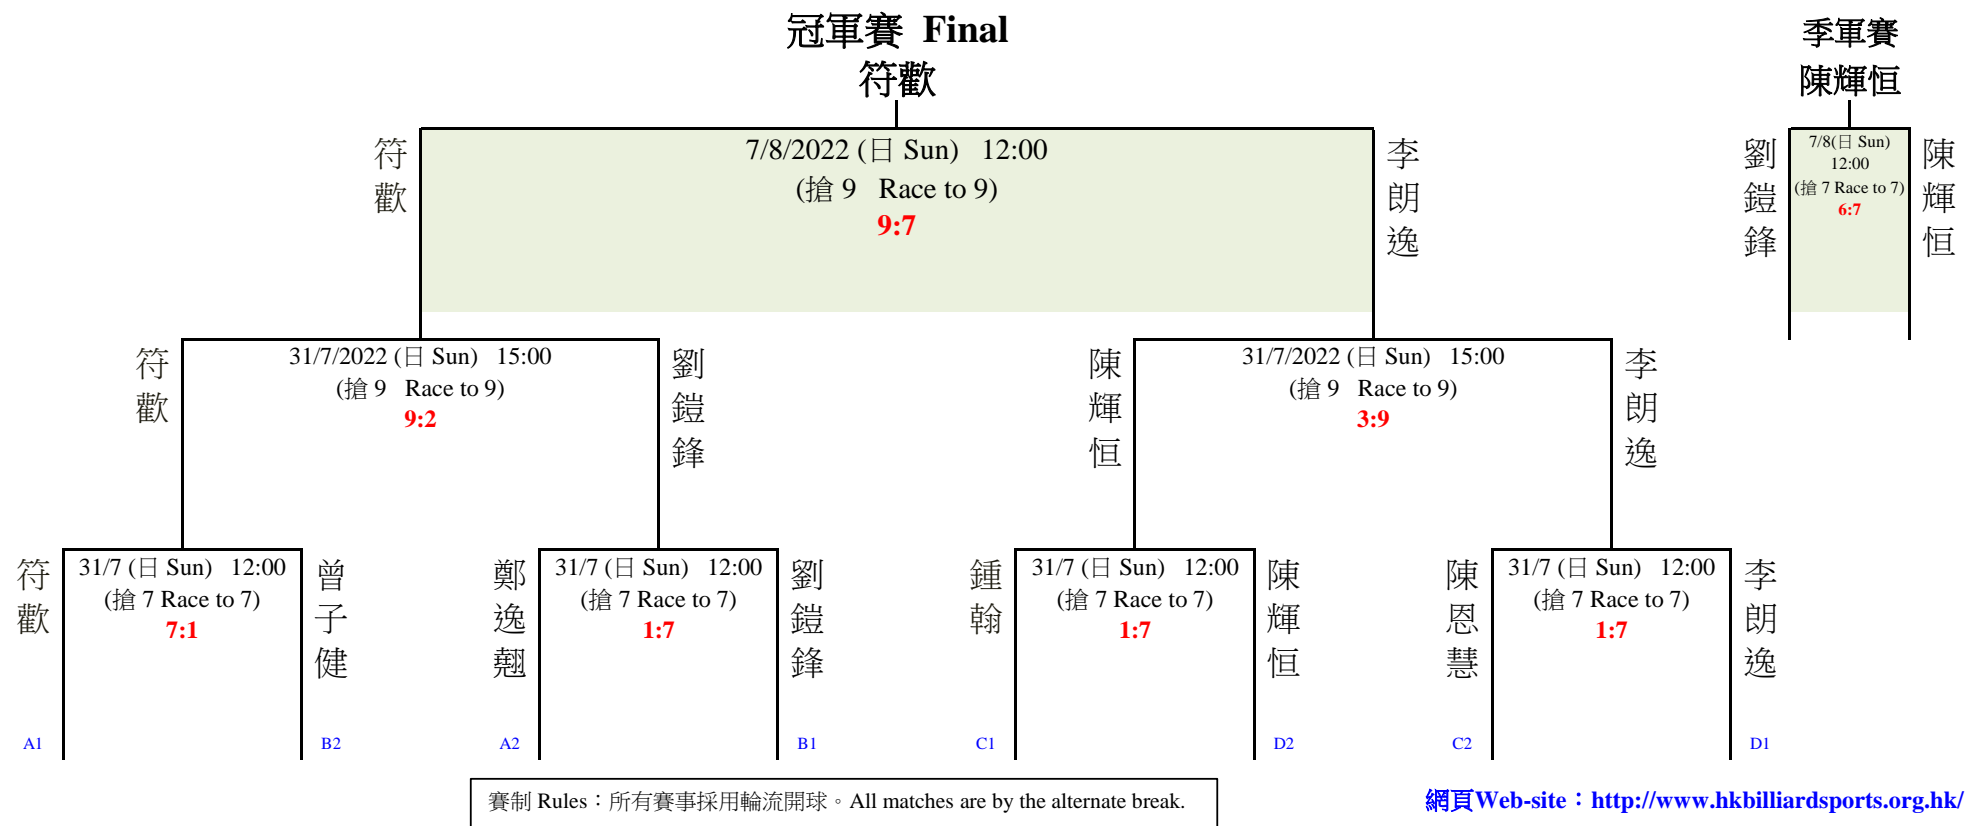 冠軍賽 Final
符歡
季軍賽
陳輝恒
符歡
7/8/2022 (日 Sun) 12:00
(搶 9 Race to 9)
9:7
李朗逸
劉鎧鋒
7/8(日 Sun)
12:00
(搶 7 Race to 7)
6:7
陳輝恒
符歡
31/7/2022 (日 Sun) 15:00
(搶 9 Race to 9)
9:2
劉鎧鋒
陳輝恒
31/7/2022 (日 Sun) 15:00
(搶 9 Race to 9)
3:9
李朗逸
符歡
31/7 (日 Sun) 12:00
(搶 7 Race to 7)
7:1
曾子健
鄭逸翹
31/7 (日 Sun) 12:00
(搶 7 Race to 7)
1:7
劉鎧鋒
鍾翰
31/7 (日 Sun) 12:00
(搶 7 Race to 7)
1:7
陳輝恒
陳恩慧
31/7 (日 Sun) 12:00
(搶 7 Race to 7)
1:7
李朗逸
A1
B2
A2
B1
C1
D2
C2
D1
賽制 Rules：所有賽事採用輪流開球。All matches are by the alternate break.
網頁Web-site：http://www.hkbilliardsports.org.hk/